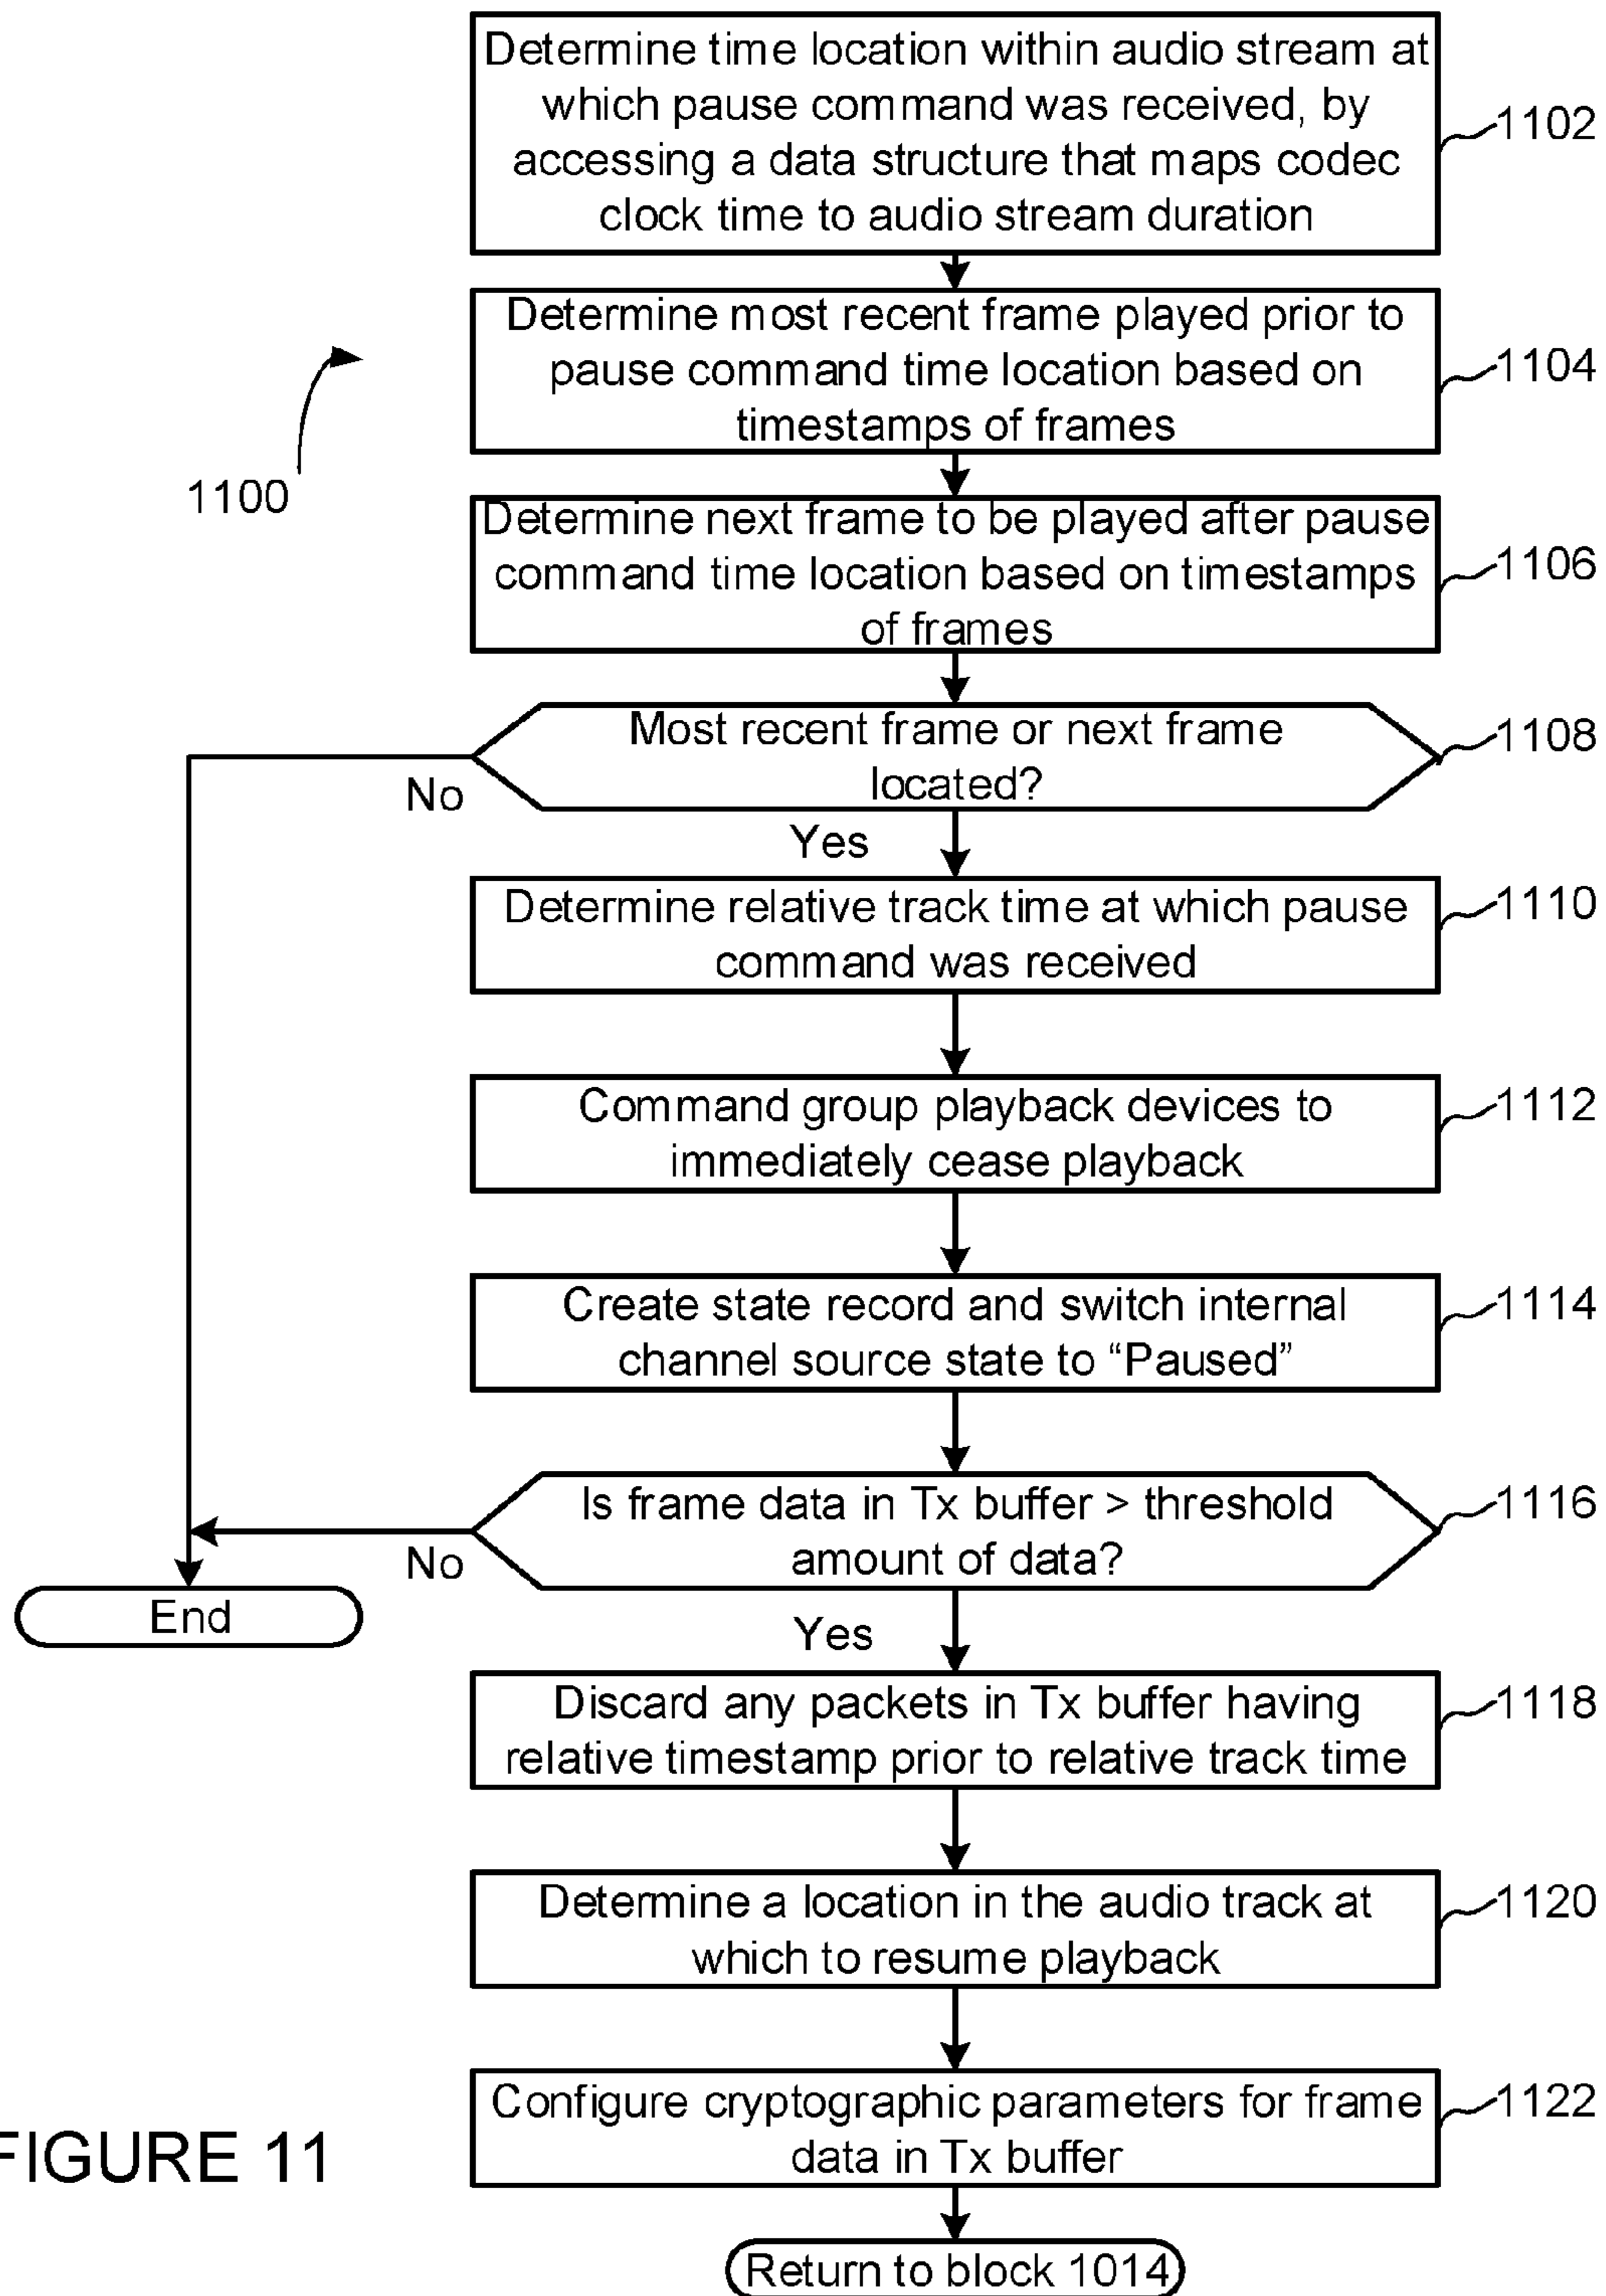 Determine time location within audio stream at
which pause command was received, by
accessing a data structure that maps codec
clock time to audio stream duration
1102
Determine most recent frame played prior to
pause command time location based on
timestamps of frames
1104
1100
Determine next frame to be played after pause
command time location based on timestamps
of frames
1106
Most recent frame or next frame
located?
1108
No
Yes
Determine relative track time at which pause
command was received
1110
Command group playback devices to
immediately cease playback
1112
Create state record and switch internal
channel source state to “Paused”
1114
Is frame data in Tx buffer > threshold
amount of data?
1116
No
End
Yes
Discard any packets in Tx buffer having
relative timestamp prior to relative track time
1118
Determine a location in the audio track at
which to resume playback
1120
Configure cryptographic parameters for frame
data in Tx buffer
1122
FIGURE 11
Return to block 1014